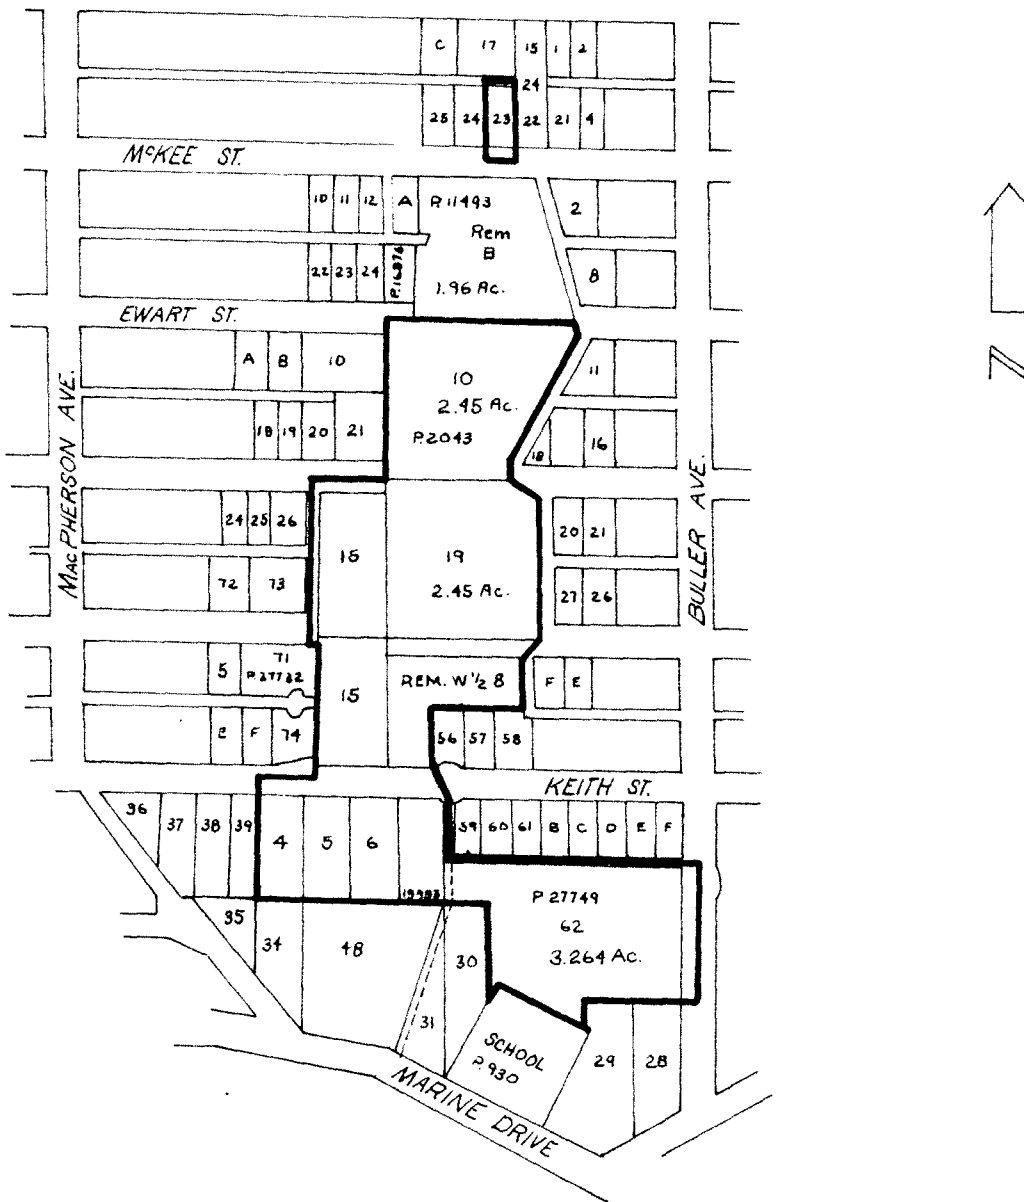 C 17 15 1 2
24
25 24 23 22 21 4
McKEE ST.
10 11 12 A P.11493 2
Rem
B
22 23 24 P.16876 8
1.96 Ac.
EWART ST.
A B 10 11
10
2.45 Ac.
18 19 20 21 P.2043 18 16
MacPHERSON AVE.
BULLER AVE.
24 25 26 20 21
15 19
2.45 Ac.
72 73 27 26
5 71
P.27722
15 REM. W 1/2 8 F E
E F 74 56 57 58
KEITH ST.
36 37 38 39 4 5 6 59 60 61 B C D E F
P 27749
35 62
34 48 30 3.264 Ac.
31
SCHOOL
P.930
29 28
MARINE DRIVE
N